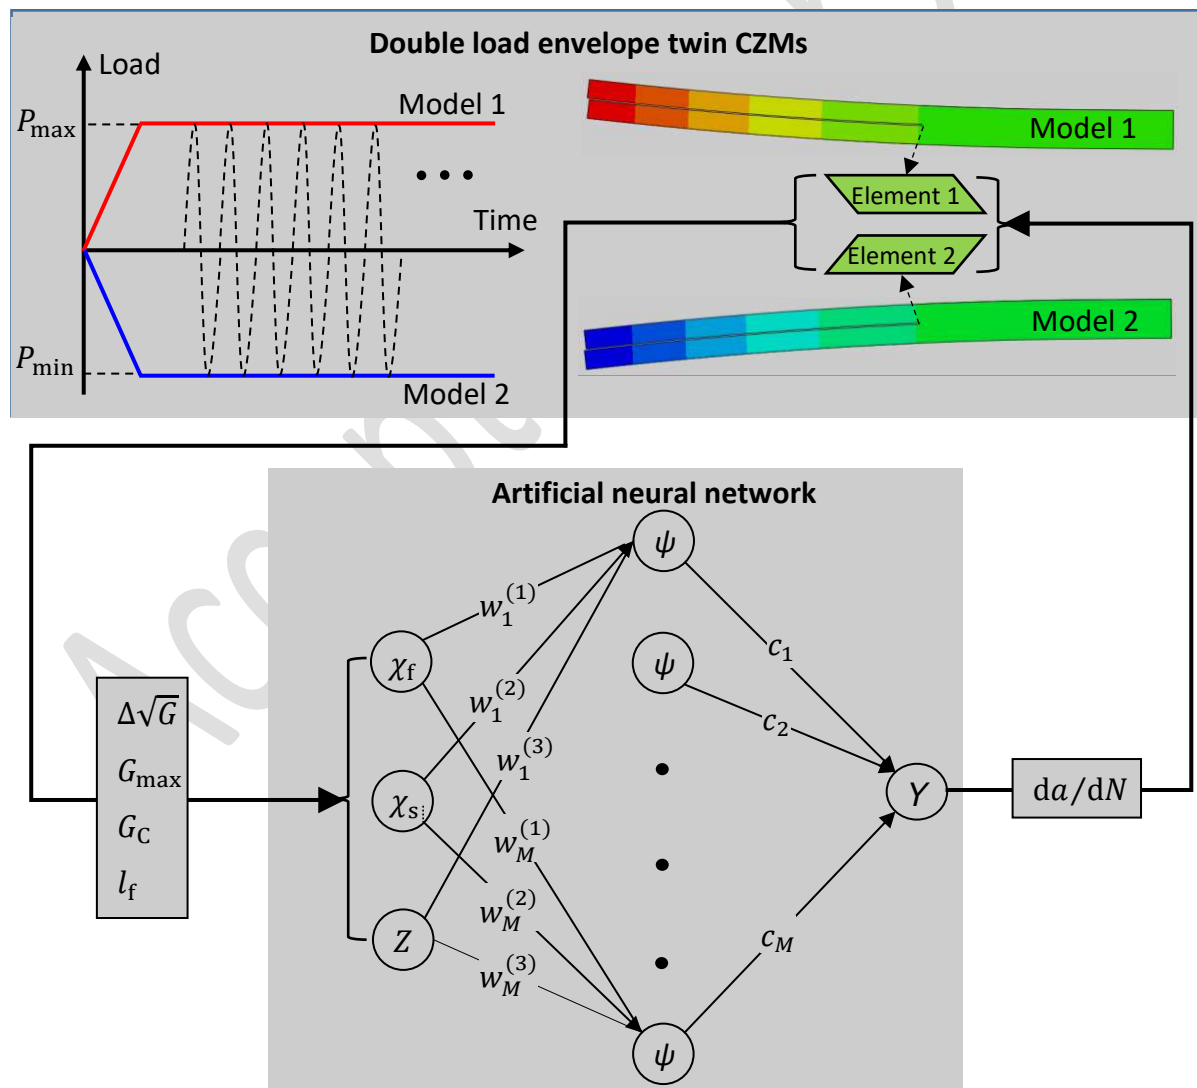 Double load envelope twin CZMs
Load
P_max
Model 1
Time
P_min
Model 2
Model 1
Element 1
Element 2
Model 2
Artificial neural network
Δ√G
G_max
G_C
l_f
χ_f
χ_s
Z
w_1^(1)
w_1^(2)
w_1^(3)
w_M^(1)
w_M^(2)
w_M^(3)
ψ
ψ
ψ
c_1
c_2
c_M
Y
da/dN